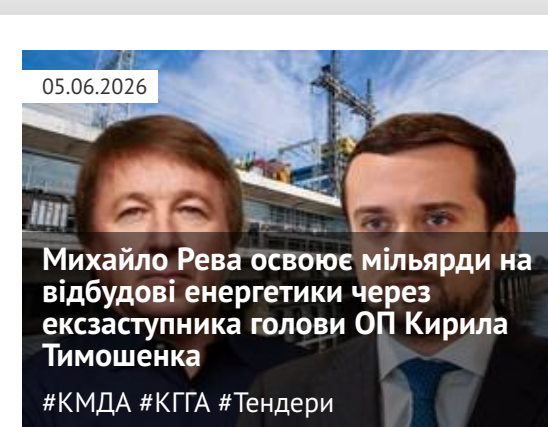 05.06.2026
Михайло Рева освоює мільярди на
відбудові енергетики через
ексзаступника голови ОП Кирила
Тимошенка
#КМДА #КГГА #Тендери